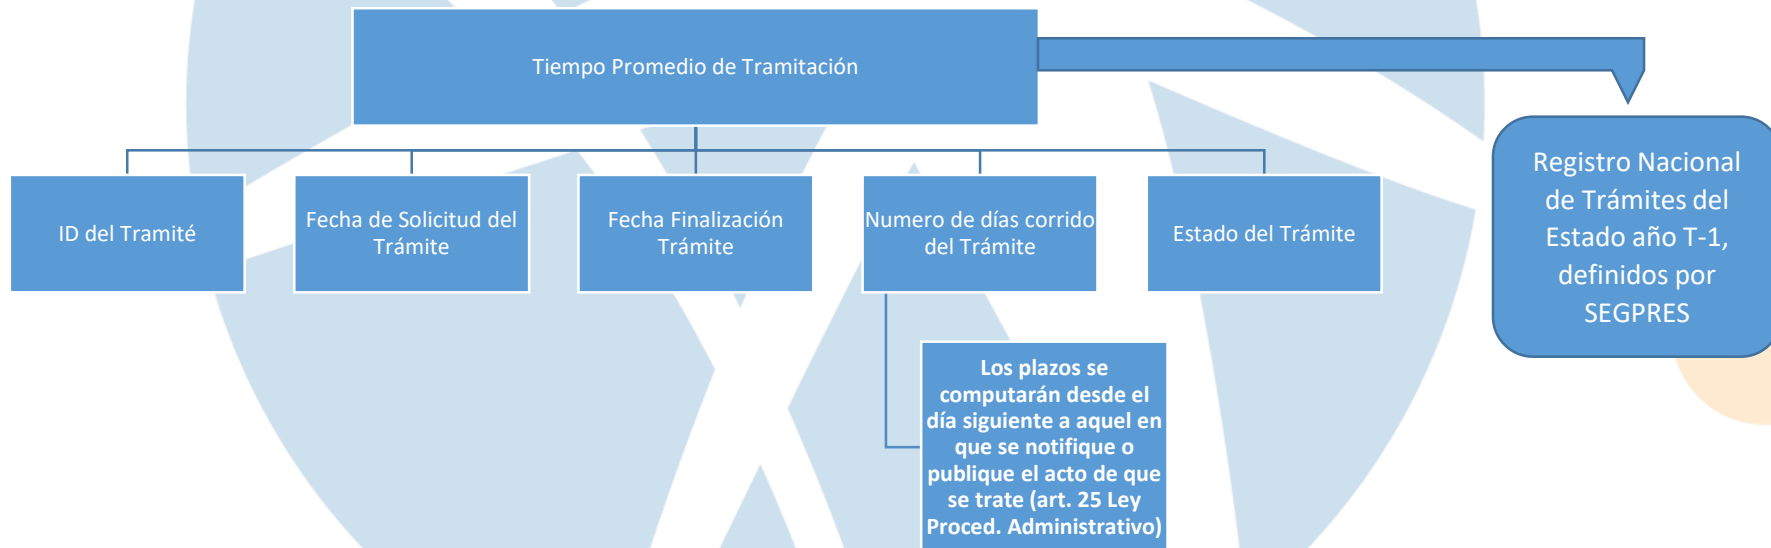 Tiempo Promedio de Tramitación
ID del Tramité
Fecha de Solicitud del
Trámite
Fecha Finalización
Trámite
Numero de días corrido
del Trámite
Estado del Trámite
Los plazos se
computarán desde el
día siguiente a aquel en
que se notifique o
publique el acto de que
se trate (art. 25 Ley
Proced. Administrativo)
Registro Nacional
de Trámites del
Estado año T-1,
definidos por
SEGPRES